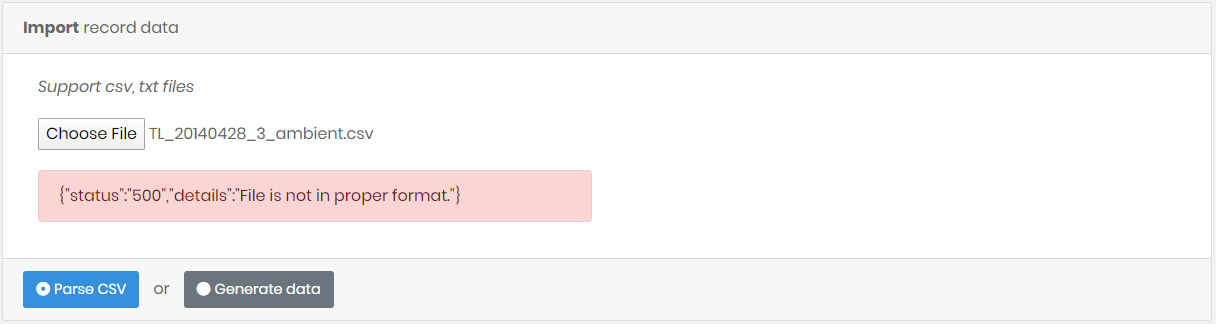 Import record data
Support csv, txt files
Choose File TL_20140428_3_ambient.csv
{"status":"500","details":"File is not in proper format."}
Parse CSV or Generate data